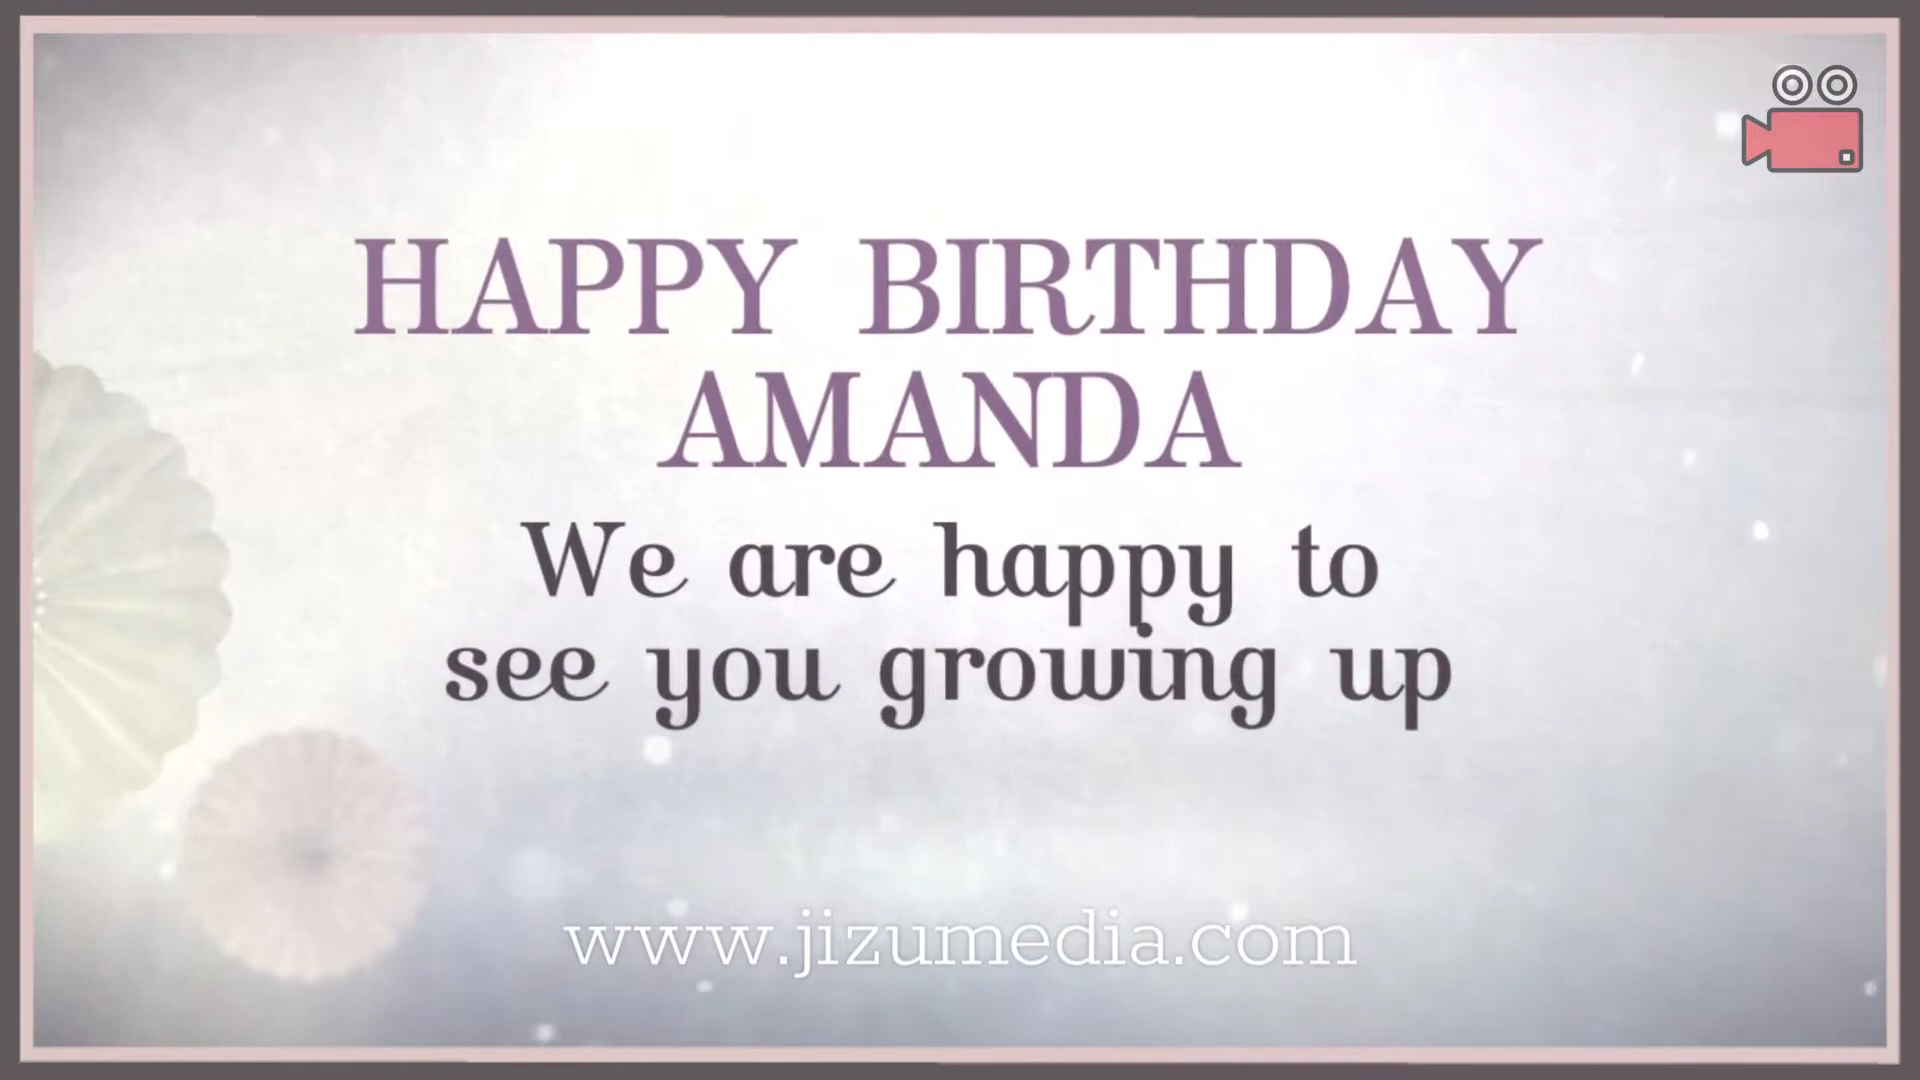 HAPPY BIRTHDAY
AMANDA
We are happy to
see you growing up
www.jizumedia.com